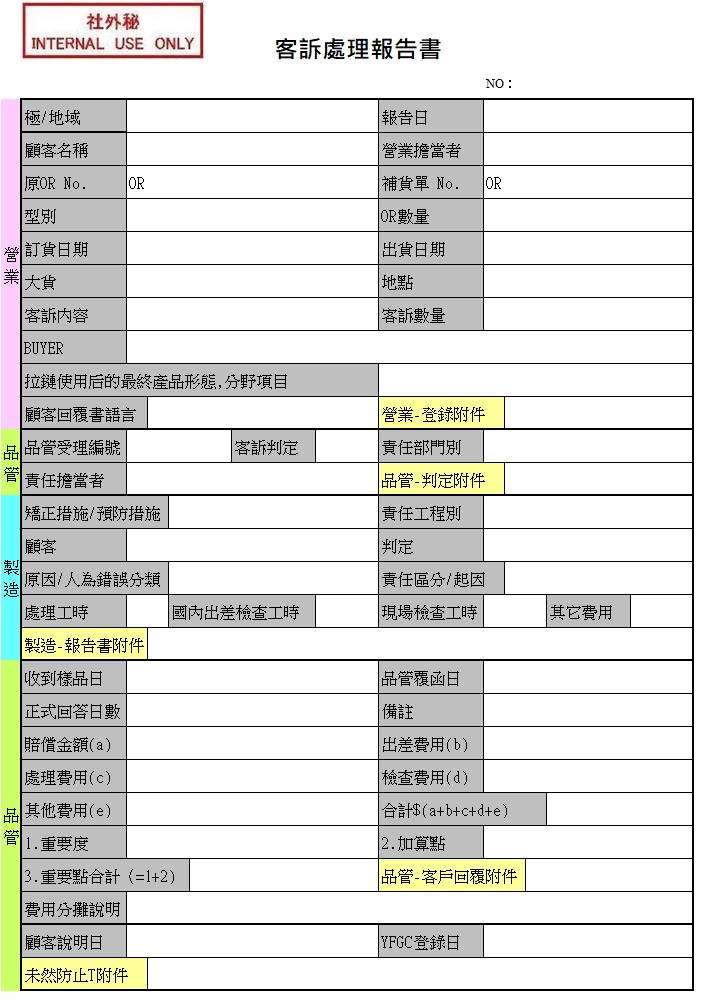 社外秘
INTERNAL USE ONLY
客訴處理報告書
NO：
極/地域 報告日
顧客名稱 營業擔當者
原OR No. OR 補貨單 No. OR
型別 OR數量
訂貨日期 出貨日期
大貨 地點
客訴內容 客訴數量
BUYER
拉鏈使用后的最終產品形態,分野項目
顧客回覆書語言 營業-登錄附件
營業
品管受理編號 客訴判定 責任部門別
責任擔當者 品管-判定附件
品管
矯正措施/預防措施 責任工程別
顧客 判定
原因/人為錯誤分類 責任區分/起因
處理工時 國內出差檢查工時 現場檢查工時 其它費用
製造-報告書附件
製造
收到樣品日 品管覆函日
正式回答日數 備註
賠償金額(a) 出差費用(b)
處理費用(c) 檢查費用(d)
其他費用(e) 合計$(a+b+c+d+e)
1.重要度 2.加算點
3.重要點合計（=1+2） 品管-客戶回覆附件
費用分攤說明
顧客說明日 YFGC登錄日
未然防止T附件
品管